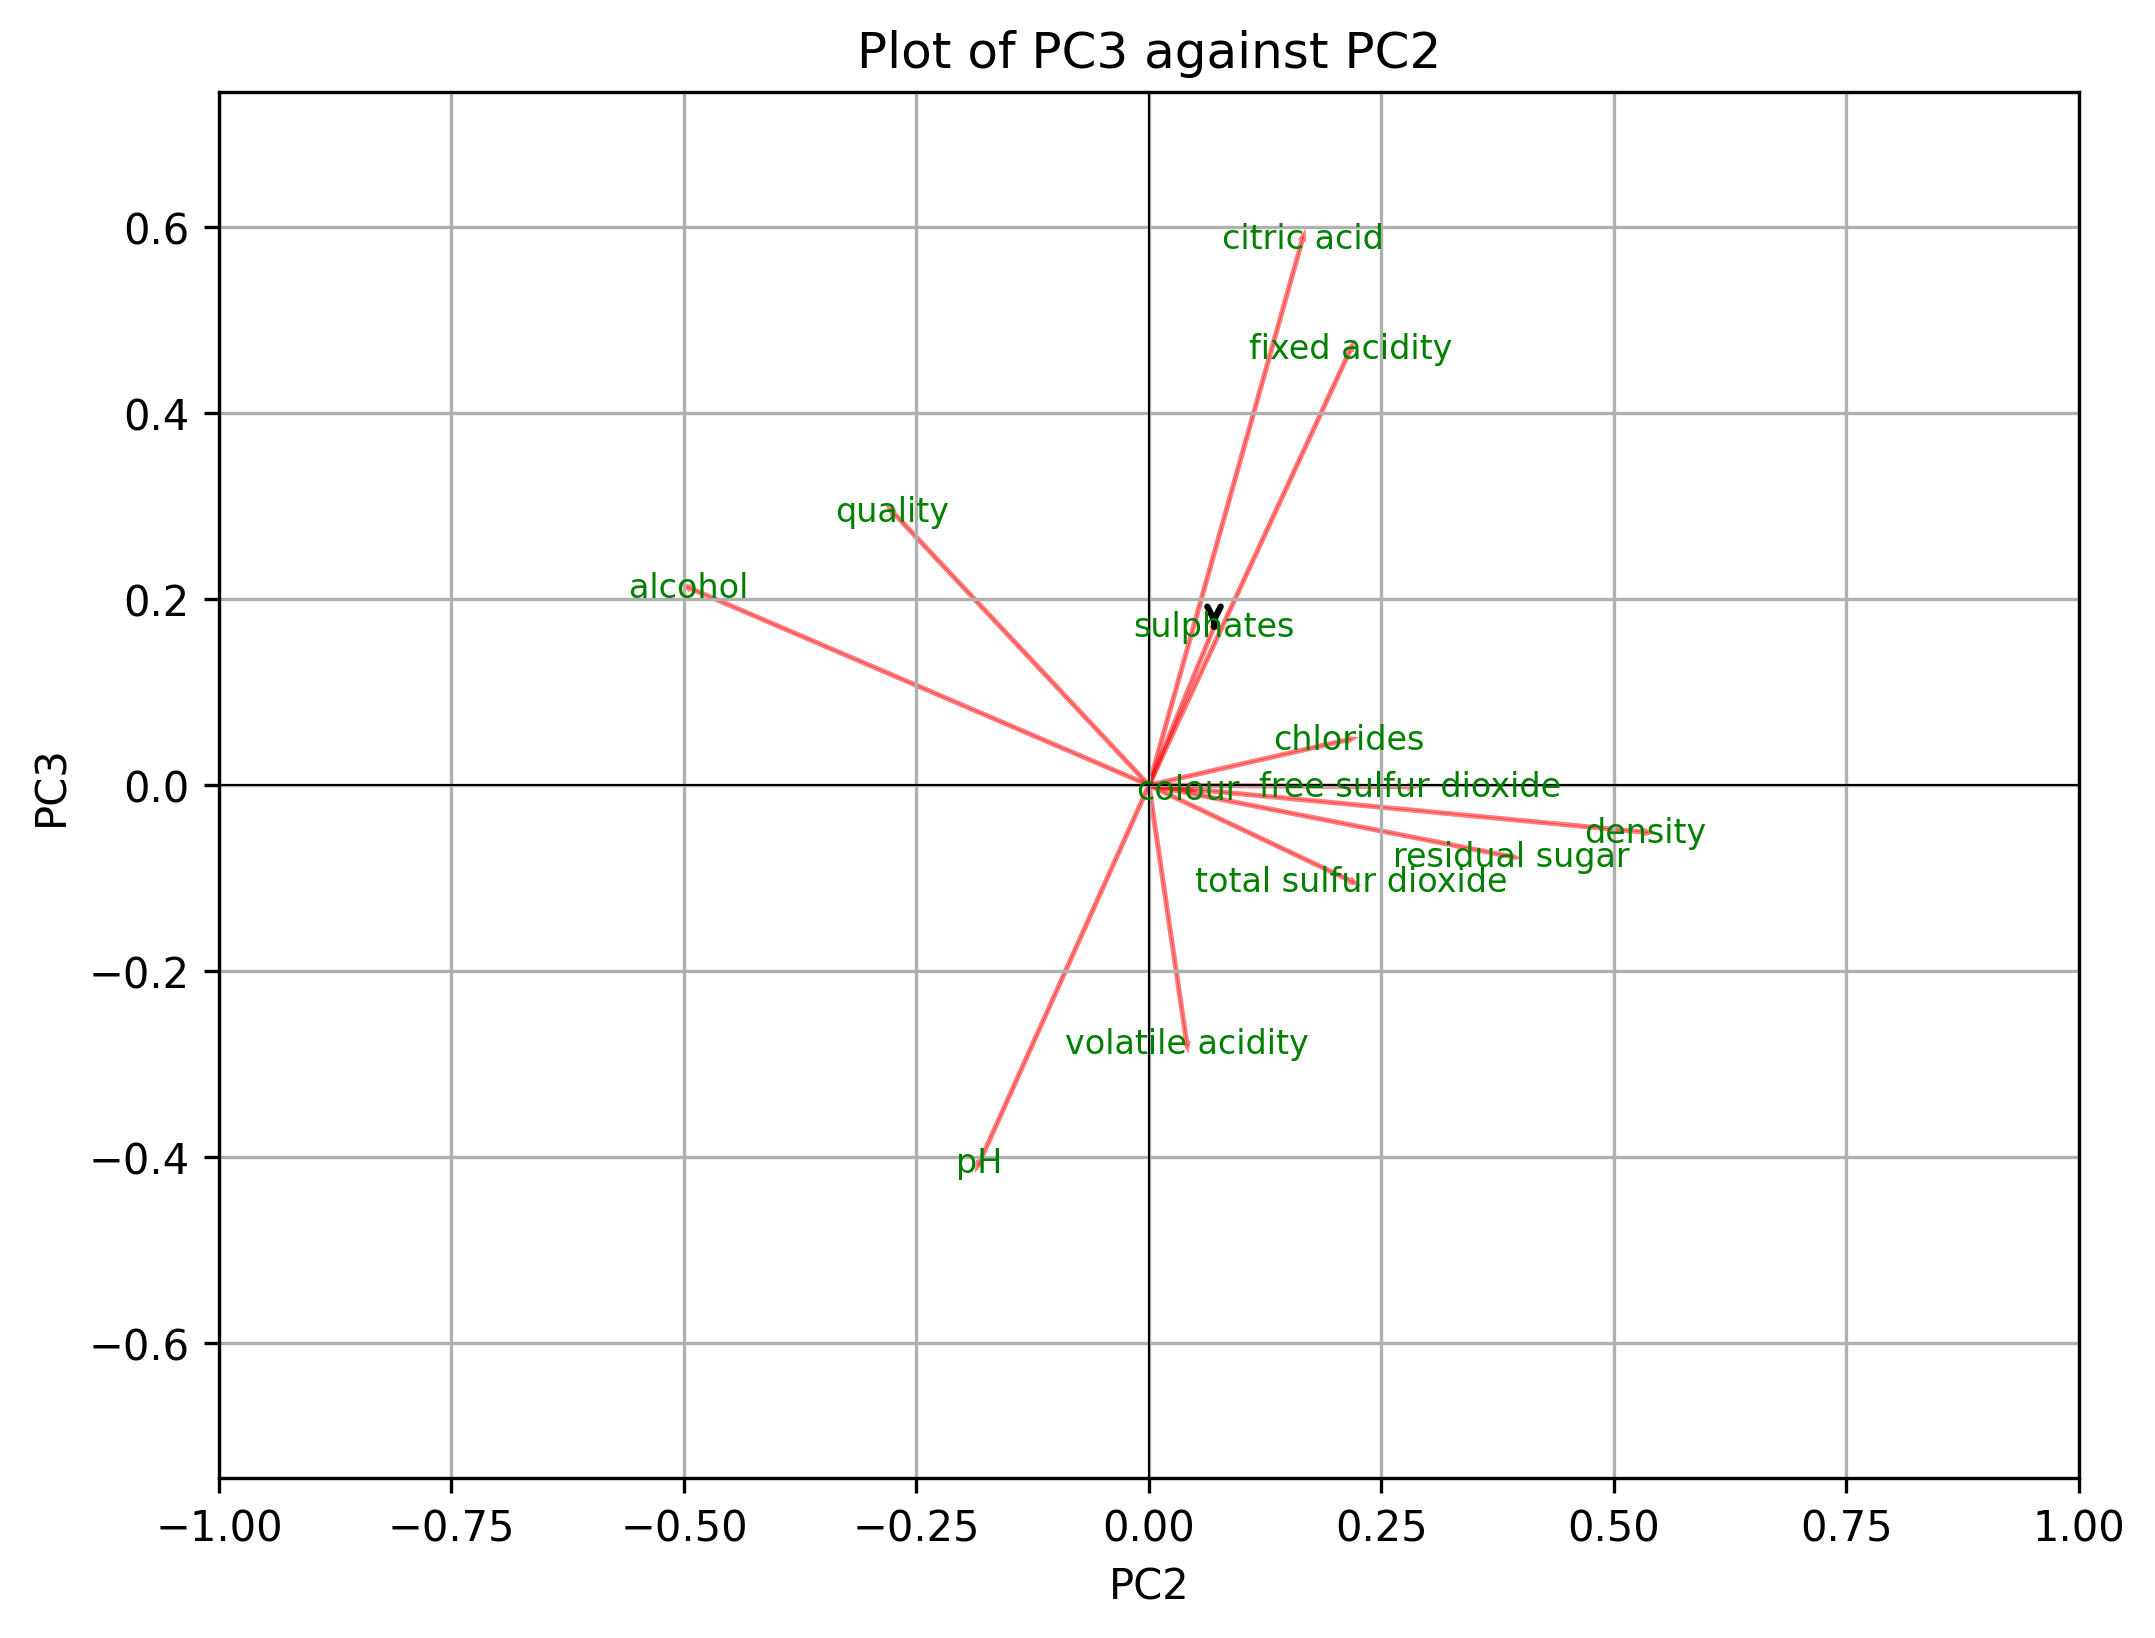 Plot of PC3 against PC2
0.6
0.4
0.2
0.0
−0.2
−0.4
−0.6
PC3
citric acid
fixed acidity
quality
alcohol
sulphates
chlorides
colour
free sulfur dioxide
density
residual sugar
total sulfur dioxide
volatile acidity
pH
Y
−1.00 −0.75 −0.50 −0.25 0.00 0.25 0.50 0.75 1.00
PC2